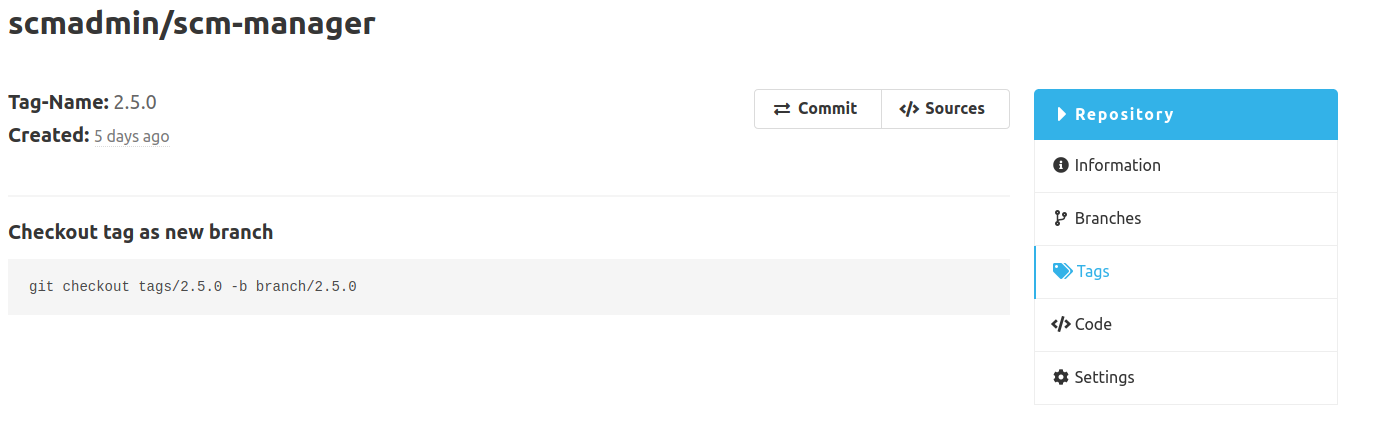 scmadmin/scm-manager
Tag-Name: 2.5.0
Created: 5 days ago
Commit
Sources
Checkout tag as new branch
git checkout tags/2.5.0 -b branch/2.5.0
Repository
Information
Branches
Tags
Code
Settings